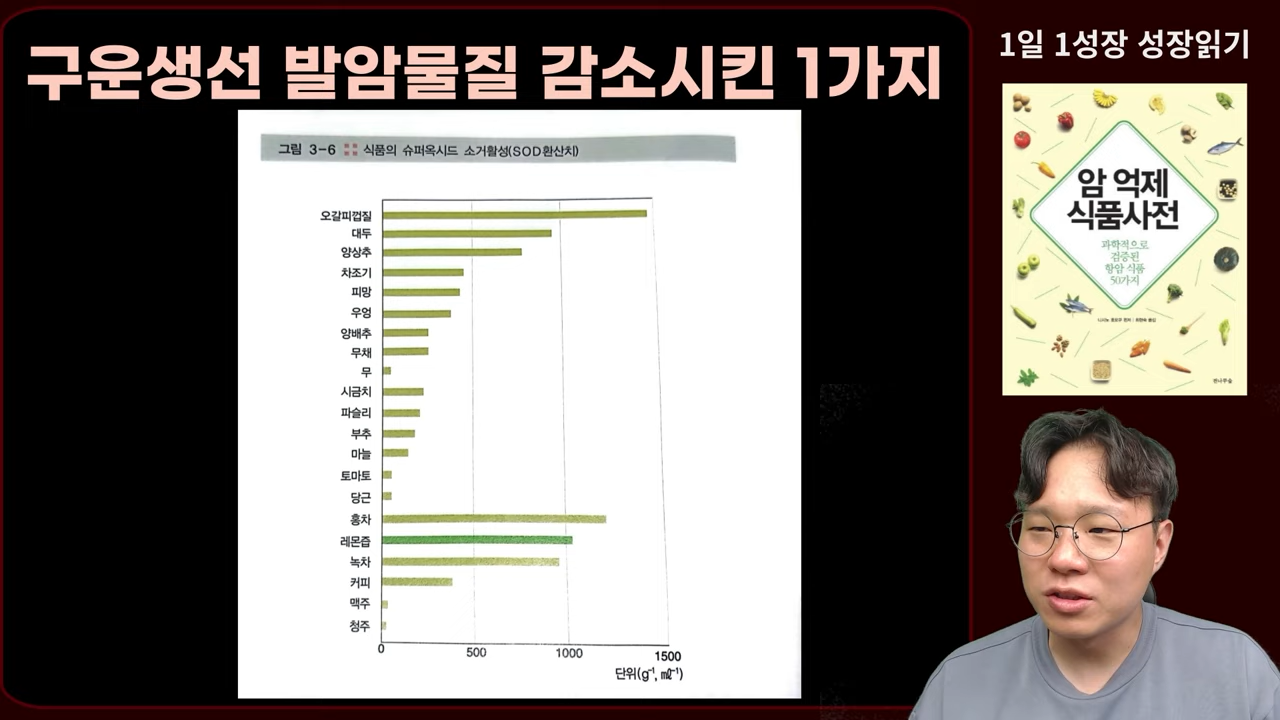 구운생선 발암물질 감소시킨 1가지
1일 1성장 성장읽기
그림 3-6 식품의 슈퍼옥시드 소거활성(SOD환산치)
오갈피껍질
대두
양상추
차조기
피망
우엉
양배추
무채
무
시금치
파슬리
부추
마늘
토마토
당근
홍차
레몬즙
녹차
커피
맥주
청주
0 500 1000 1500
단위(g⁻¹, ㎖⁻¹)
암 억제
식품사전
과학적으로
검증된
항암 식품
50가지
전나무숲